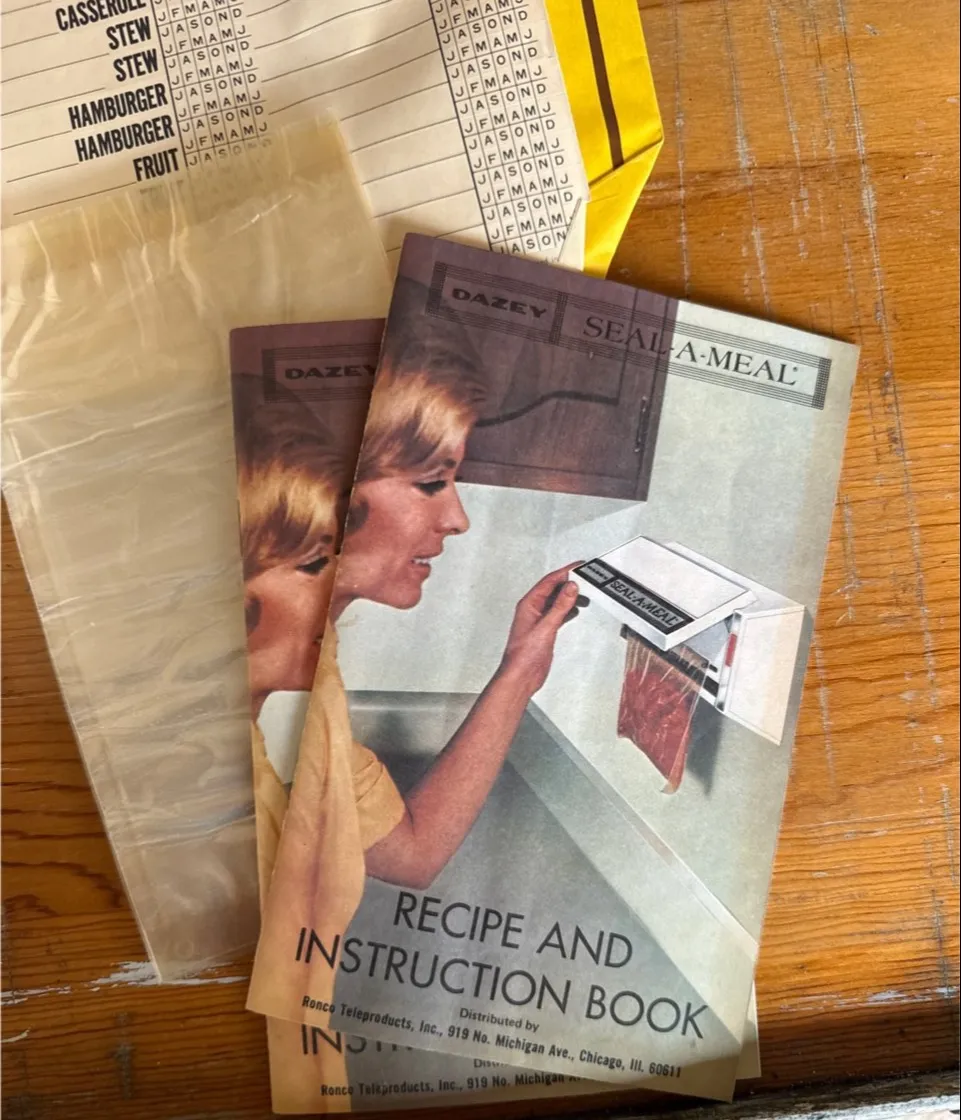 CASSEROLE
J F M A M
STEW
J A S O N D
J F M A M
STEW
J A S O N D
J F M A M
HAMBURGER
J A S O N D
J F M A M
HAMBURGER
J A S O N D
J F M A M J
FRUIT
J A S O N D
J F M A M
J A S O N D
J F M A M
J A S O N D
J F M A M
J A S O N D
J F M A M
J A S O N D
J F M A M
J A S O N D
J F M A M
J A S O N
DAZEY SEAL-A-MEAL®
DAZEY
SEAL-A-MEAL
RECIPE AND
INSTRUCTION BOOK
Distributed by
Ronco Teleproducts, Inc., 919 No. Michigan Ave., Chicago, Ill. 60611
Ronco Teleproducts, Inc., 919 No. Michigan